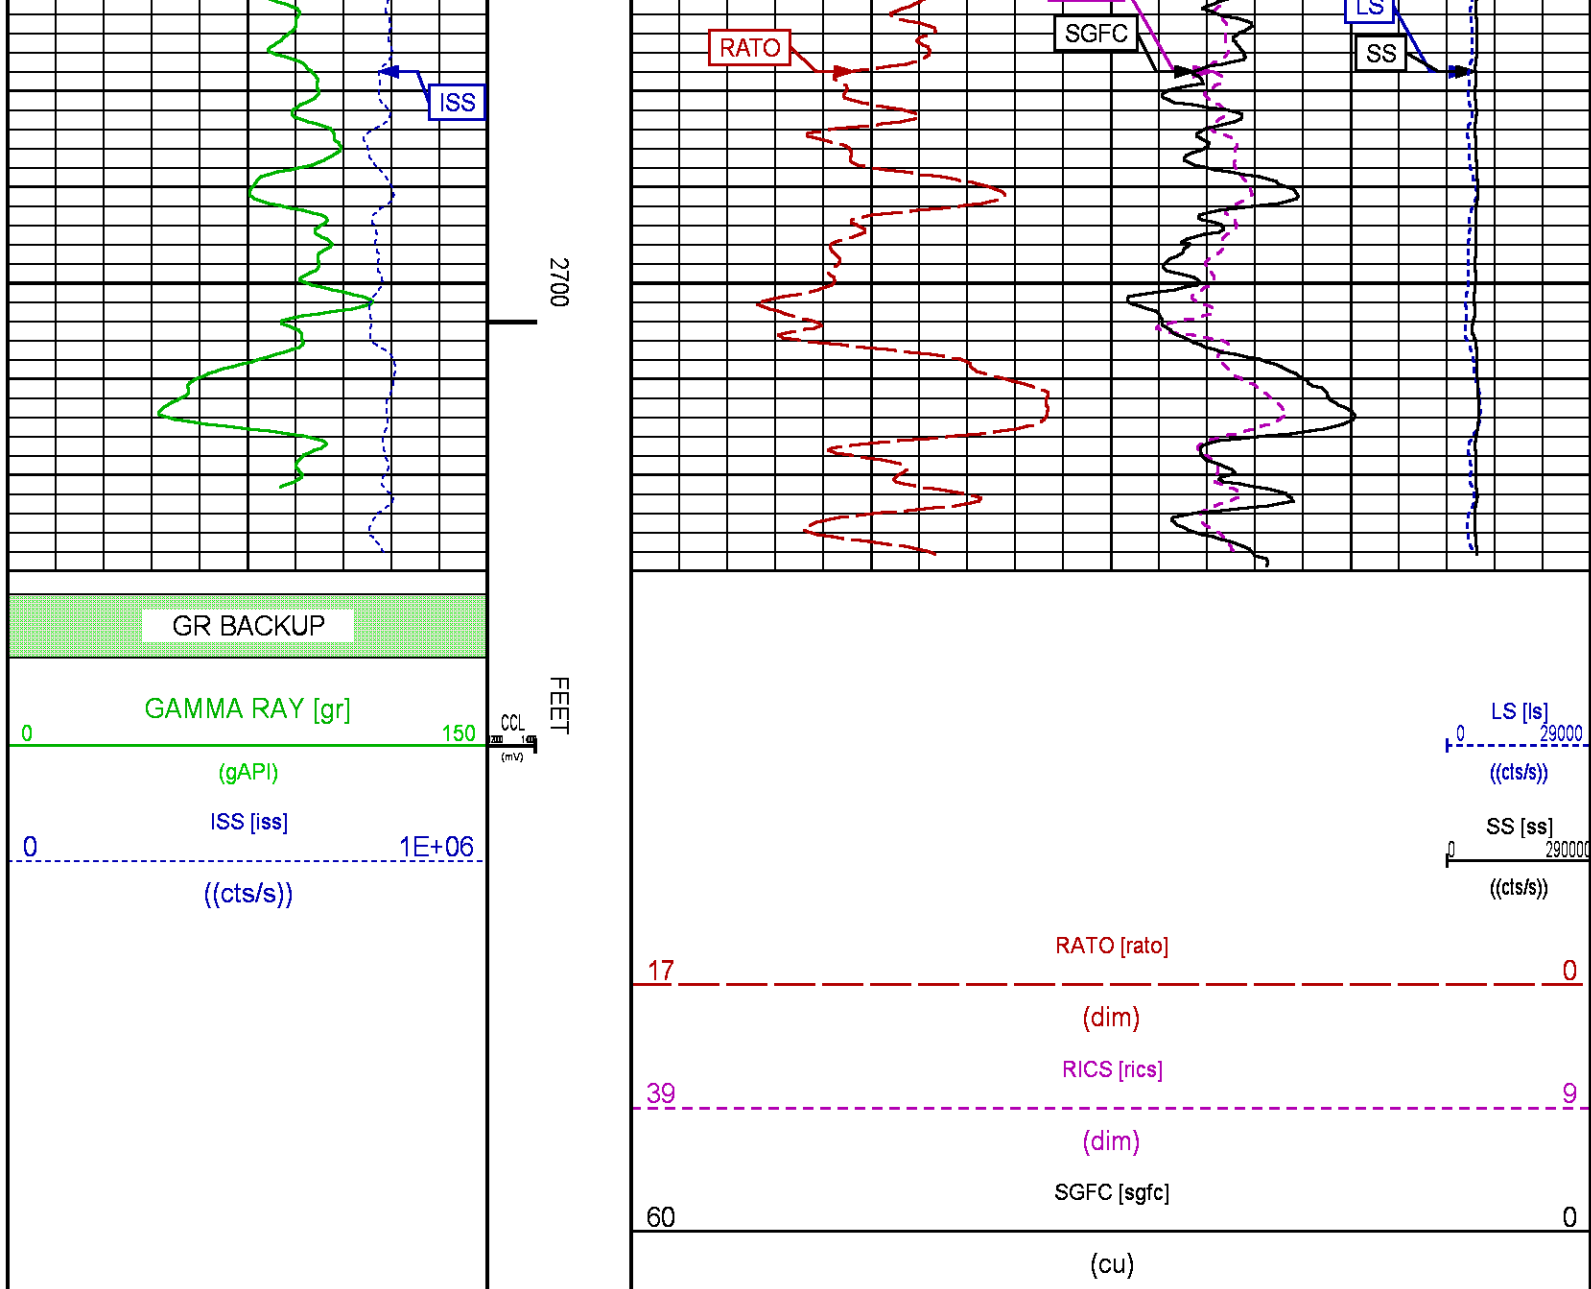 LS
SGFC
RATO
SS
ISS
2700
GR BACKUP
FEET
GAMMA RAY [gr]
0 150
(gAPI)
CCL
(mV)
ISS [iss]
0 1E+06
((cts/s))
LS [ls]
0 29000
((cts/s))
SS [ss]
0 290000
((cts/s))
RATO [rato]
17 0
(dim)
RICS [rics]
39 9
(dim)
SGFC [sgfc]
60 0
(cu)